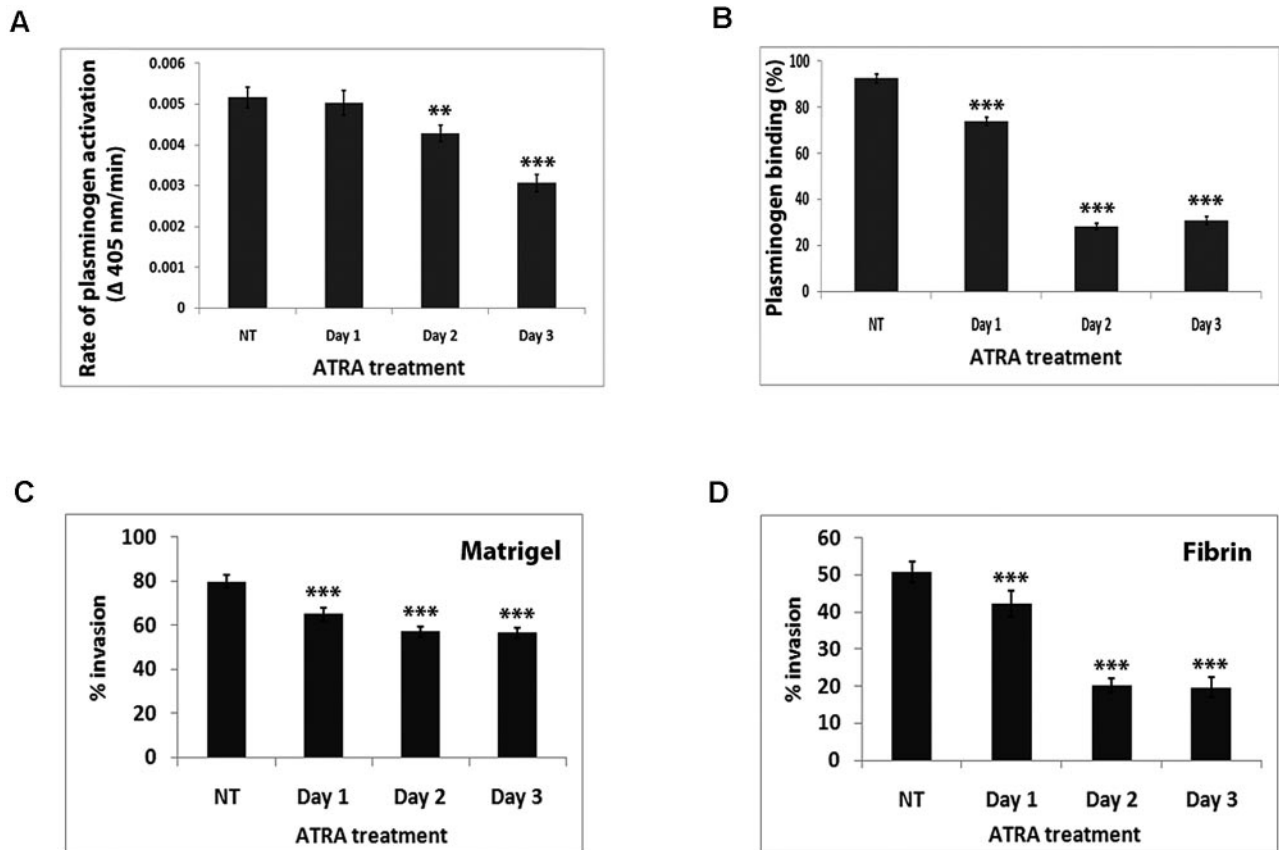 A
Rate of plasminogen activation
(Δ 405 nm/min)
0.006
0.005
0.004
0.003
0.002
0.001
0
**
***
NT Day 1 Day 2 Day 3
ATRA treatment
B
Plasminogen binding (%)
100
80
60
40
20
0
***
***
***
NT Day 1 Day 2 Day 3
ATRA treatment
C
Matrigel
% invasion
100
80
60
40
20
0
***
***
***
NT Day 1 Day 2 Day 3
ATRA treatment
D
Fibrin
% invasion
60
50
40
30
20
10
0
***
***
***
NT Day 1 Day 2 Day 3
ATRA treatment